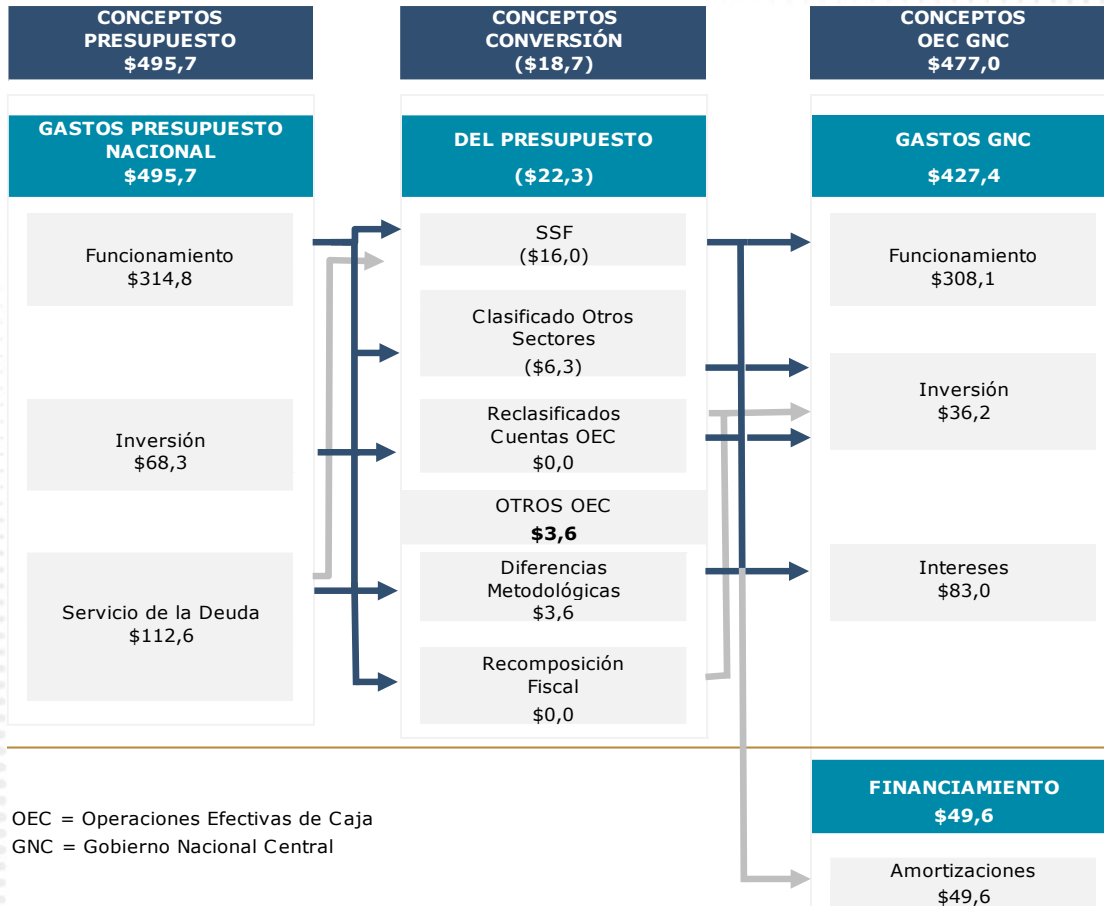 CONCEPTOS
PRESUPUESTO
$495,7
GASTOS PRESUPUESTO
NACIONAL
$495,7
Funcionamiento
$314,8
Inversión
$68,3
Servicio de la Deuda
$112,6
CONCEPTOS
CONVERSIÓN
($18,7)
DEL PRESUPUESTO
($22,3)
SSF
($16,0)
Clasificado Otros
Sectores
($6,3)
Reclasificados
Cuentas OEC
$0,0
OTROS OEC
$3,6
Diferencias
Metodológicas
$3,6
Recomposición
Fiscal
$0,0
CONCEPTOS
OEC GNC
$477,0
GASTOS GNC
$427,4
Funcionamiento
$308,1
Inversión
$36,2
Intereses
$83,0
FINANCIAMIENTO
$49,6
Amortizaciones
$49,6
OEC = Operaciones Efectivas de Caja
GNC = Gobierno Nacional Central